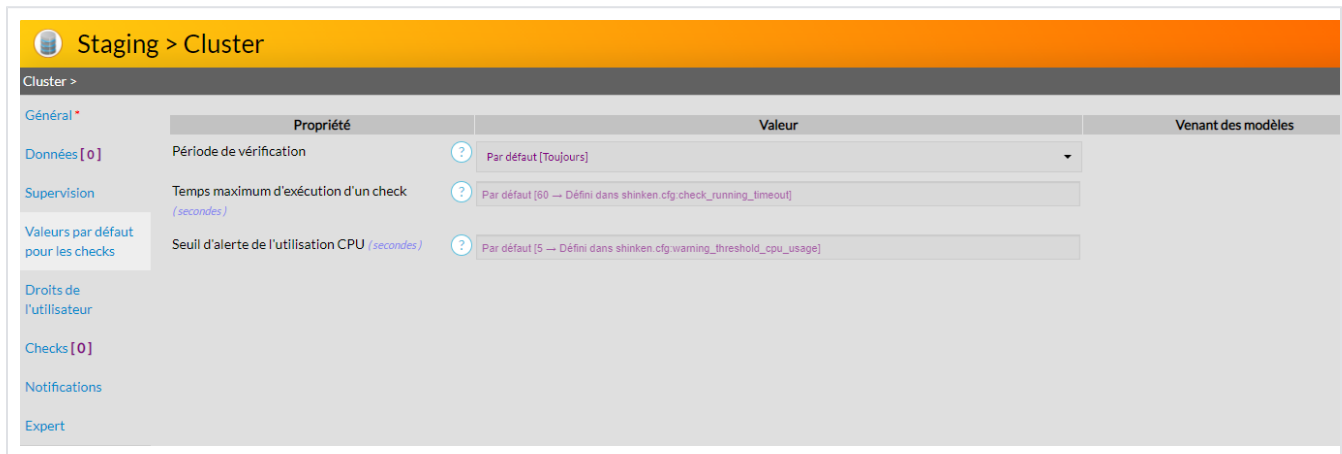 Staging > Cluster
Cluster >
Général *
Données [ 0 ]
Supervision
Valeurs par défaut
pour les checks
Droits de
l'utilisateur
Checks [ 0 ]
Notifications
Expert
Propriété Valeur Venant des modèles
Période de vérification ? Par défaut [Toujours]
Temps maximum d'exécution d'un check ? Par défaut [60 → Défini dans shinken.cfg:check_running_timeout]
( secondes )
Seuil d'alerte de l'utilisation CPU ( secondes ) ? Par défaut [5 → Défini dans shinken.cfg:warning_threshold_cpu_usage]